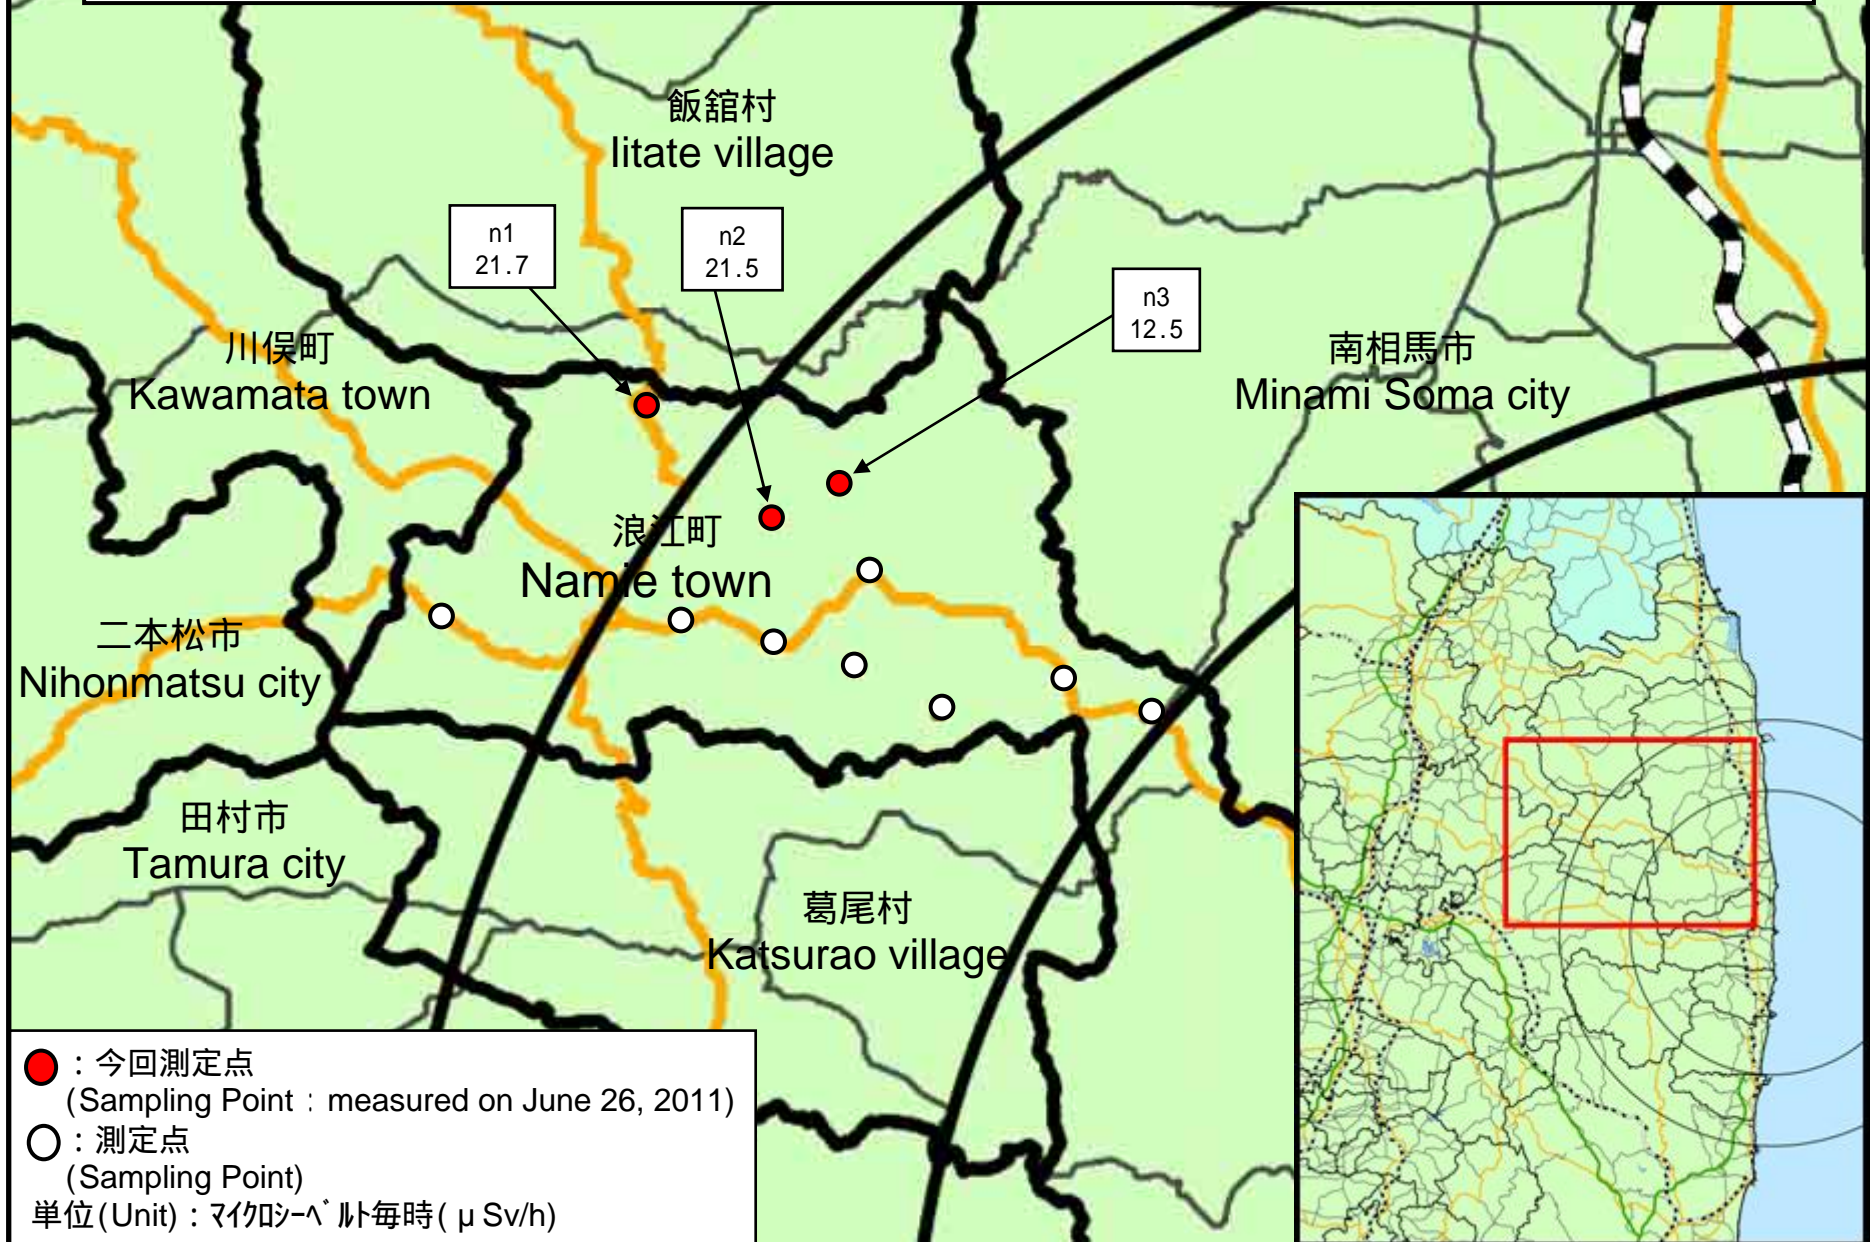 飯舘村
Iitate village
n1
21.7
n2
21.5
n3
12.5
川俣町
Kawamata town
南相馬市
Minami Soma city
浪江町
Namie town
二本松市
Nihonmatsu city
田村市
Tamura city
葛尾村
Katsurao village
：今回測定点
(Sampling Point：measured on June 26, 2011)
：測定点
(Sampling Point)
単位(Unit)：ﾏｲｸﾛｼｰﾍﾞﾙﾄ毎時( μ Sv/h)